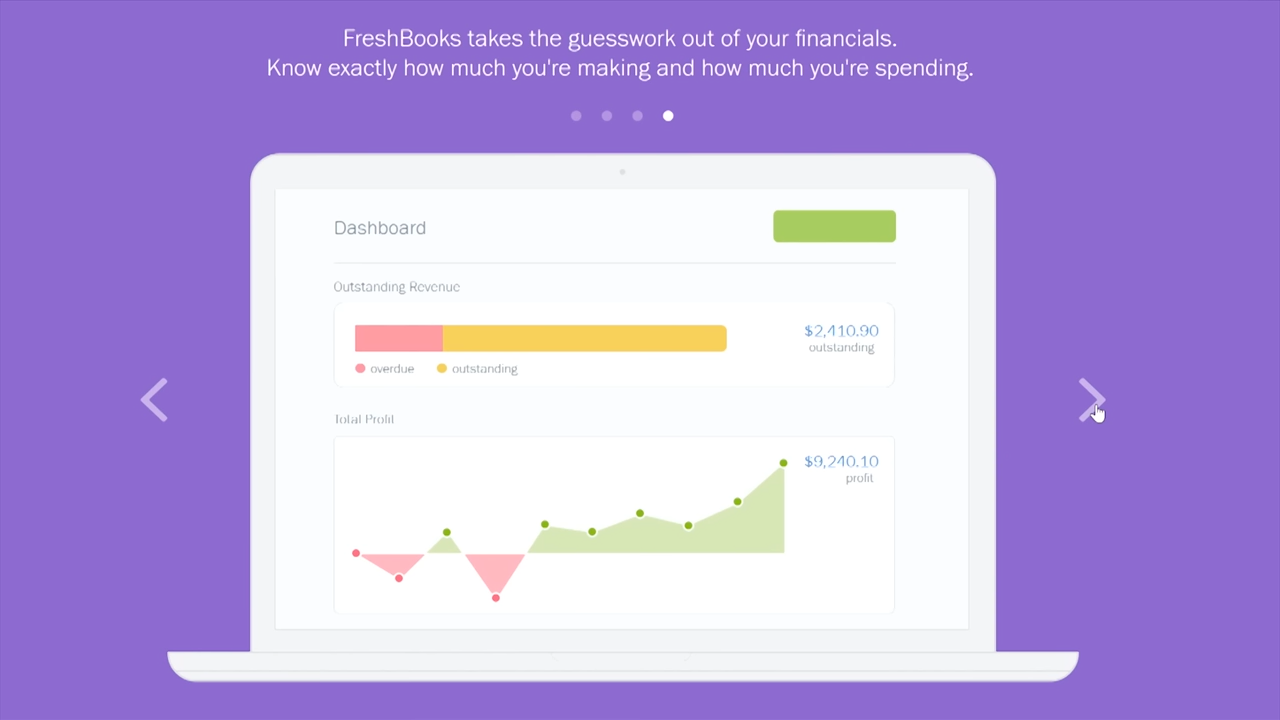 FreshBooks takes the guesswork out of your financials.
Know exactly how much you're making and how much you're spending.
Dashboard
Outstanding Revenue
$2,410.90
outstanding
overdue
outstanding
Total Profit
$9,240.10
profit